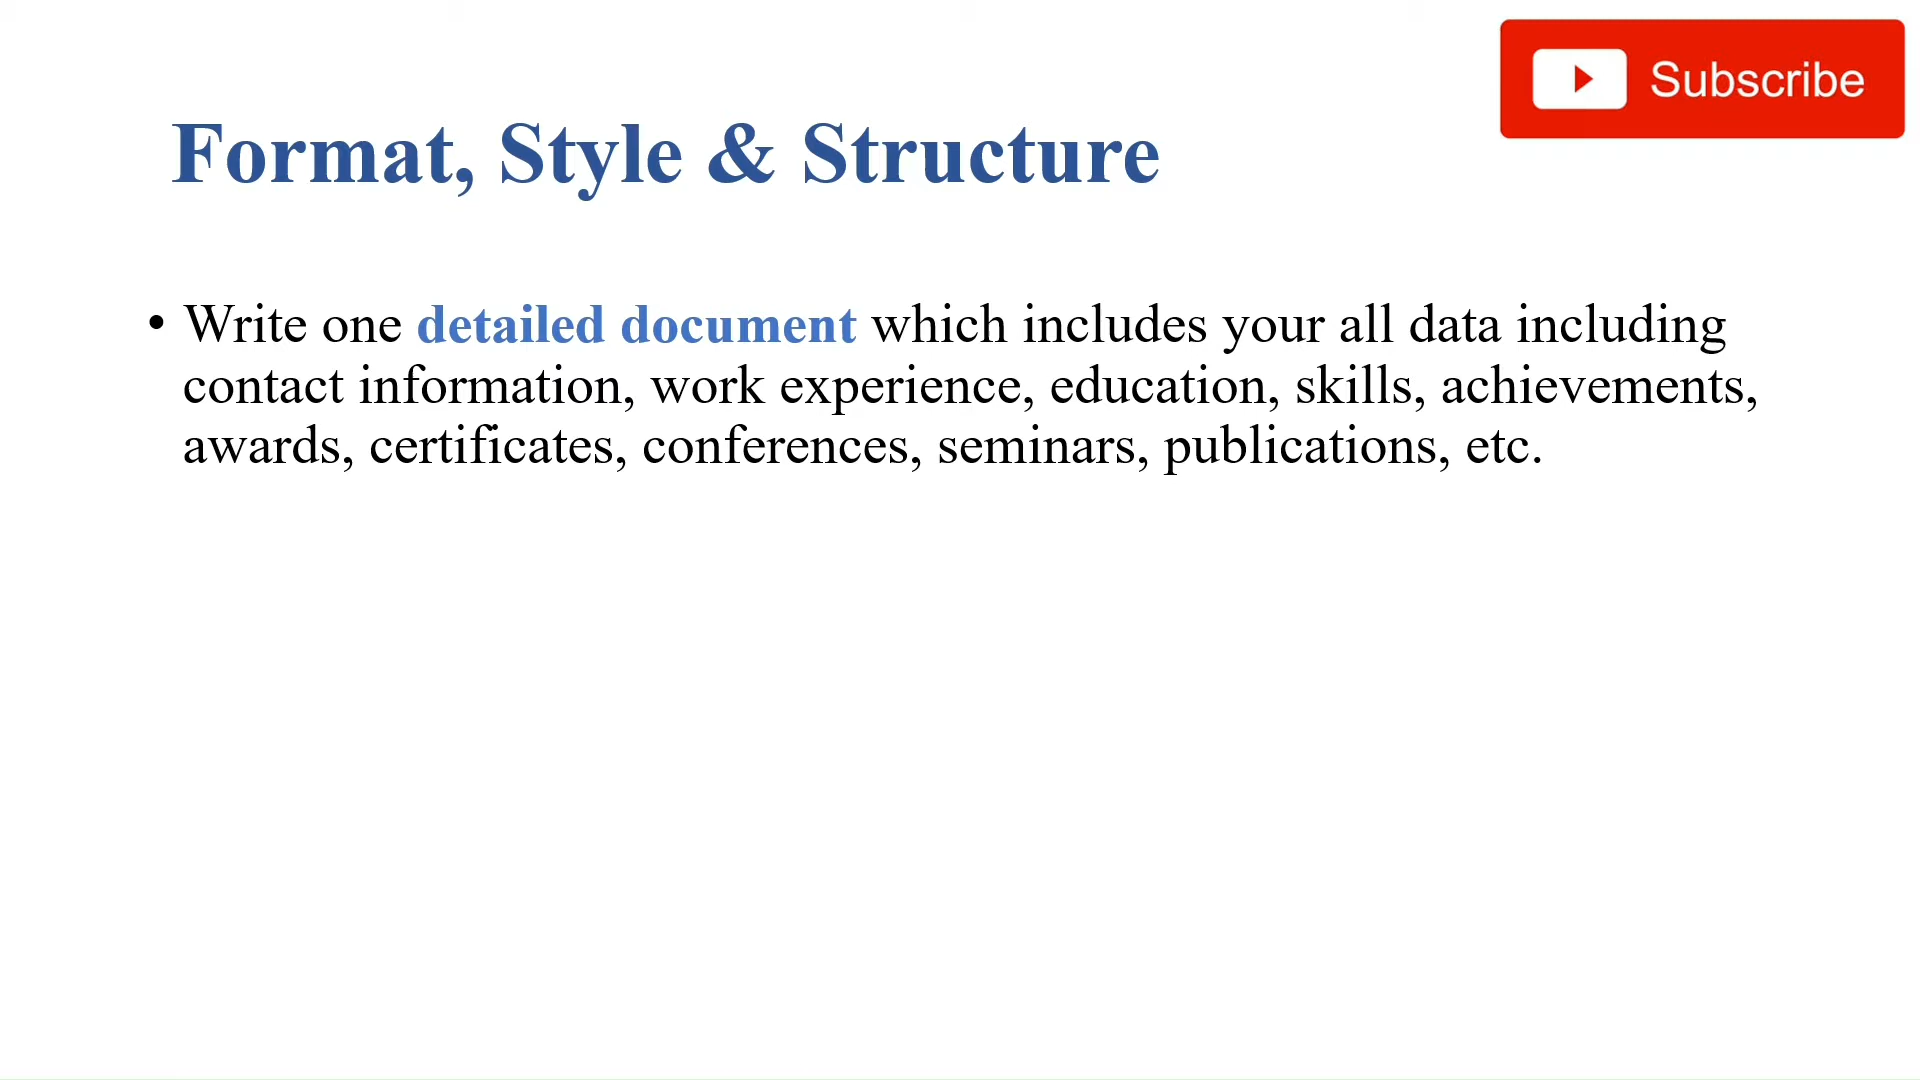 Subscribe
Format, Style & Structure
• Write one detailed document which includes your all data including
contact information, work experience, education, skills, achievements,
awards, certificates, conferences, seminars, publications, etc.